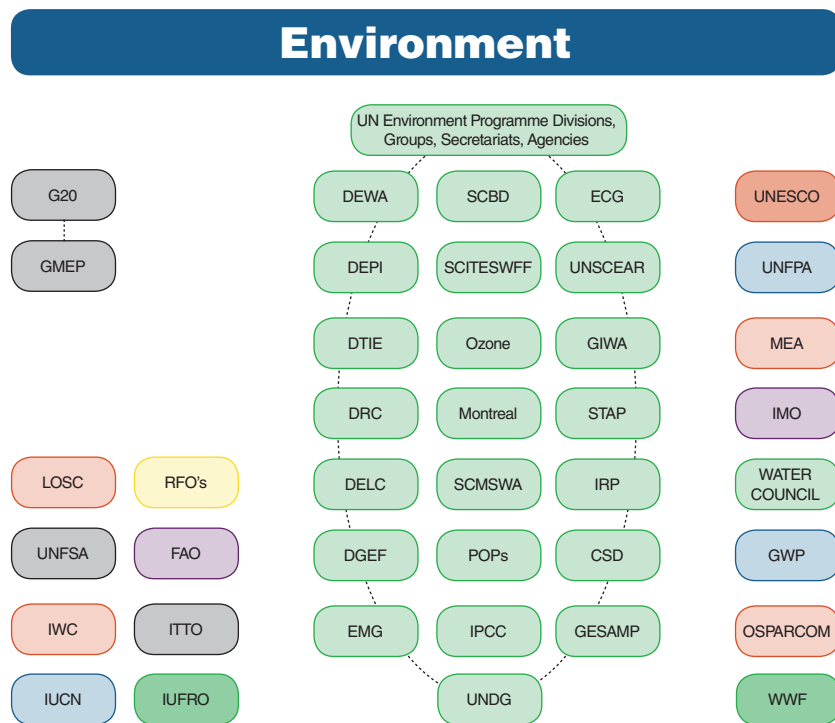 Environment
UN Environment Programme Divisions,
Groups, Secretariats, Agencies
G20
DEWA
SCBD
ECG
UNESCO
GMEP
DEPI
SCITESWFF
UNSCEAR
UNFPA
DTIE
Ozone
GIWA
MEA
DRC
Montreal
STAP
IMO
LOSC
RFO's
DELC
SCMSWA
IRP
WATER
COUNCIL
UNFSA
FAO
DGEF
POPs
CSD
GWP
IWC
ITTO
EMG
IPCC
GESAMP
OSPARCOM
IUCN
IUFRO
UNDG
WWF